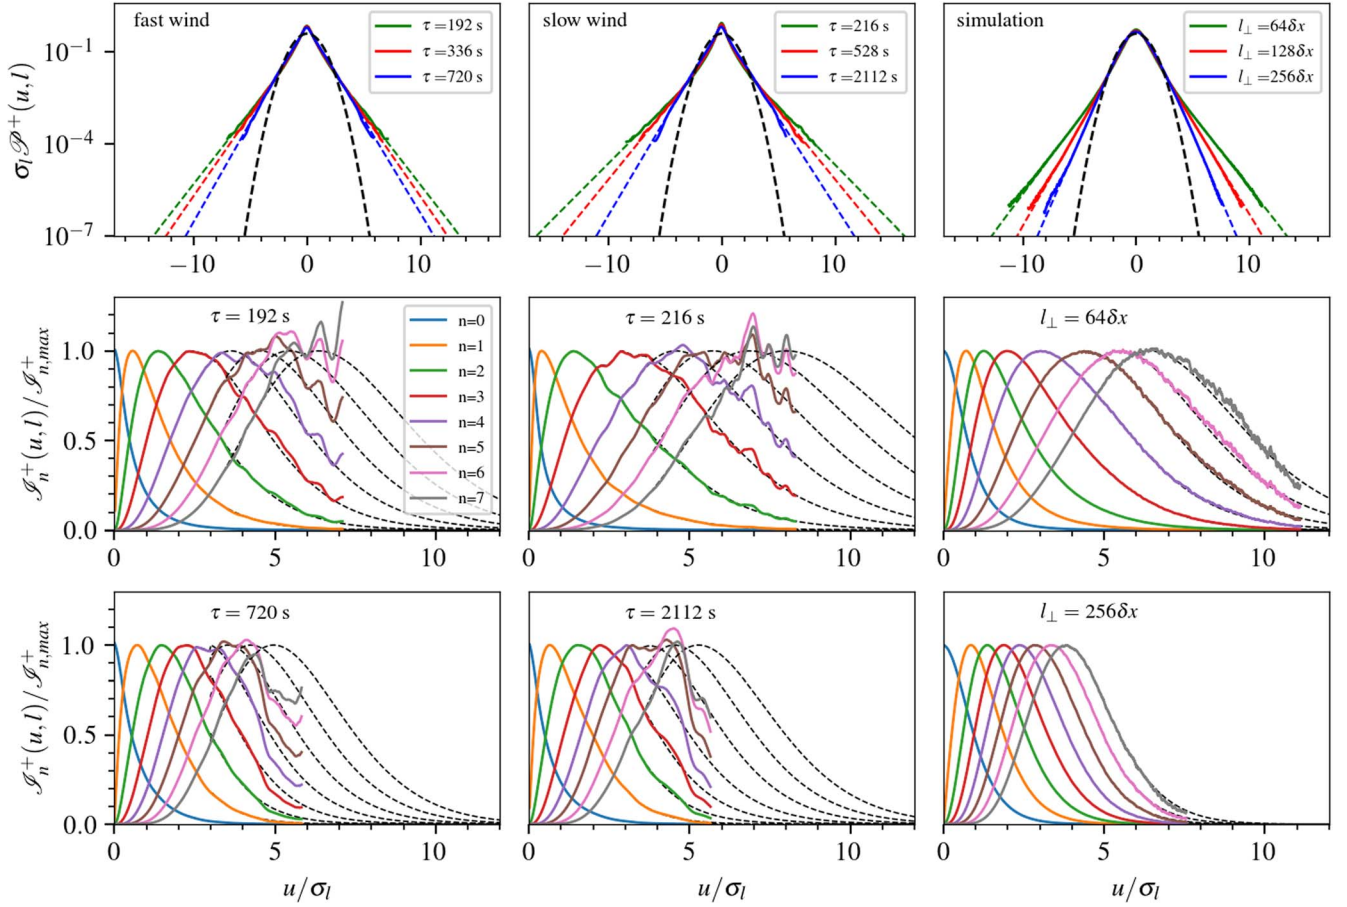 fast wind
τ = 192 s
τ = 336 s
τ = 720 s
slow wind
τ = 216 s
τ = 528 s
τ = 2112 s
simulation
l⊥ = 64δx
l⊥ = 128δx
l⊥ = 256δx
σ_l 𝒫⁺(u, l)
10⁻¹
10⁻⁴
10⁻⁷
−10 0 10
−10 0 10
−10 0 10
τ = 192 s
n=0
n=1
n=2
n=3
n=4
n=5
n=6
n=7
τ = 216 s
l⊥ = 64δx
ℐₙ⁺(u, l)/ℐ⁺ₙ,ₘₐₓ
1.0
0.5
0.0
0 5 10
0 5 10
0 5 10
τ = 720 s
τ = 2112 s
l⊥ = 256δx
ℐₙ⁺(u, l)/ℐ⁺ₙ,ₘₐₓ
1.0
0.5
0.0
0 5 10
0 5 10
0 5 10
u/σ_l
u/σ_l
u/σ_l